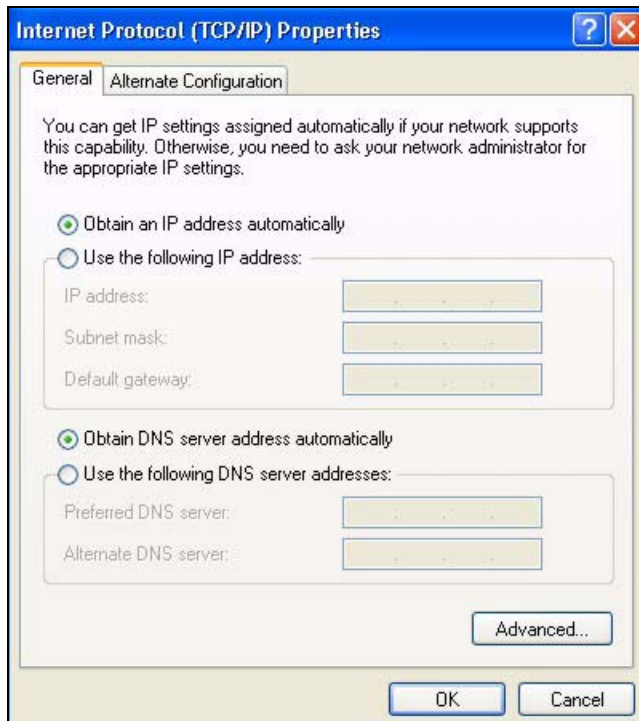 Internet Protocol (TCP/IP) Properties
General
Alternate Configuration
You can get IP settings assigned automatically if your network supports
this capability. Otherwise, you need to ask your network administrator for
the appropriate IP settings.
Obtain an IP address automatically
Use the following IP address:
IP address:
Subnet mask:
Default gateway:
Obtain DNS server address automatically
Use the following DNS server addresses:
Preferred DNS server:
Alternate DNS server:
Advanced...
OK
Cancel